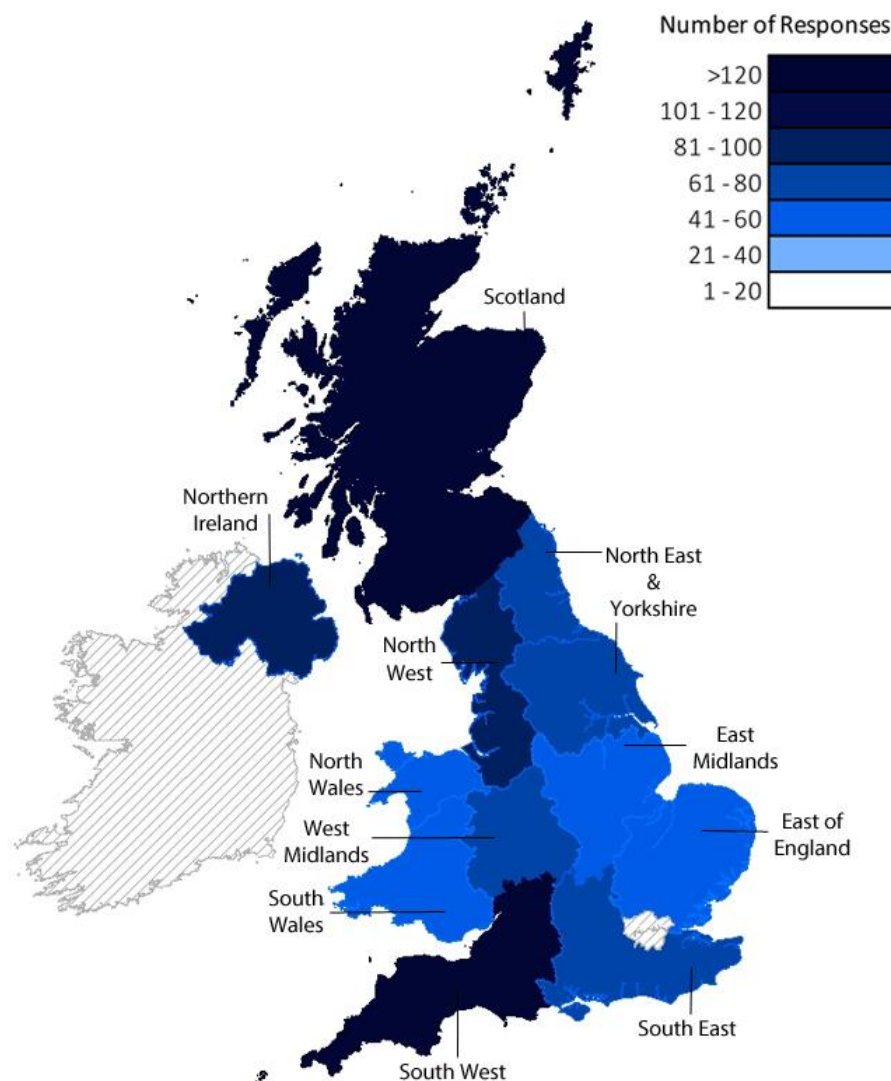 Number of Responses
>120
101 - 120
81 - 100
61 - 80
41 - 60
21 - 40
1 - 20
Scotland
Northern
Ireland
North East
&
Yorkshire
North
West
East
Midlands
North
Wales
West
Midlands
East of
England
South
Wales
South East
South West